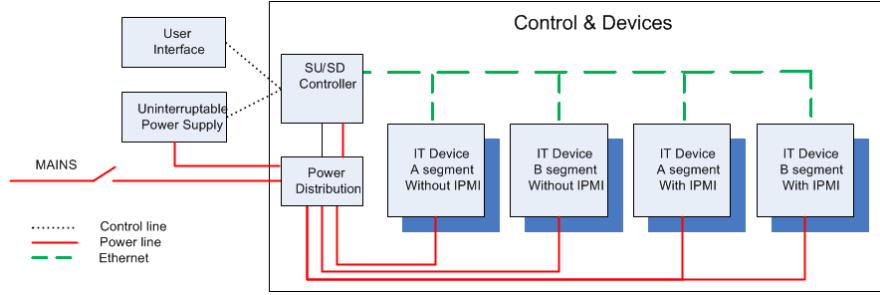 Control & Devices
User
Interface
SU/SD
Controller
Uninterruptable
Power Supply
MAINS
Power
Distribution
IT Device
A segment
Without IPMI
IT Device
B segment
Without IPMI
IT Device
A segment
With IPMI
IT Device
B segment
With IPMI
Control line
Power line
Ethernet